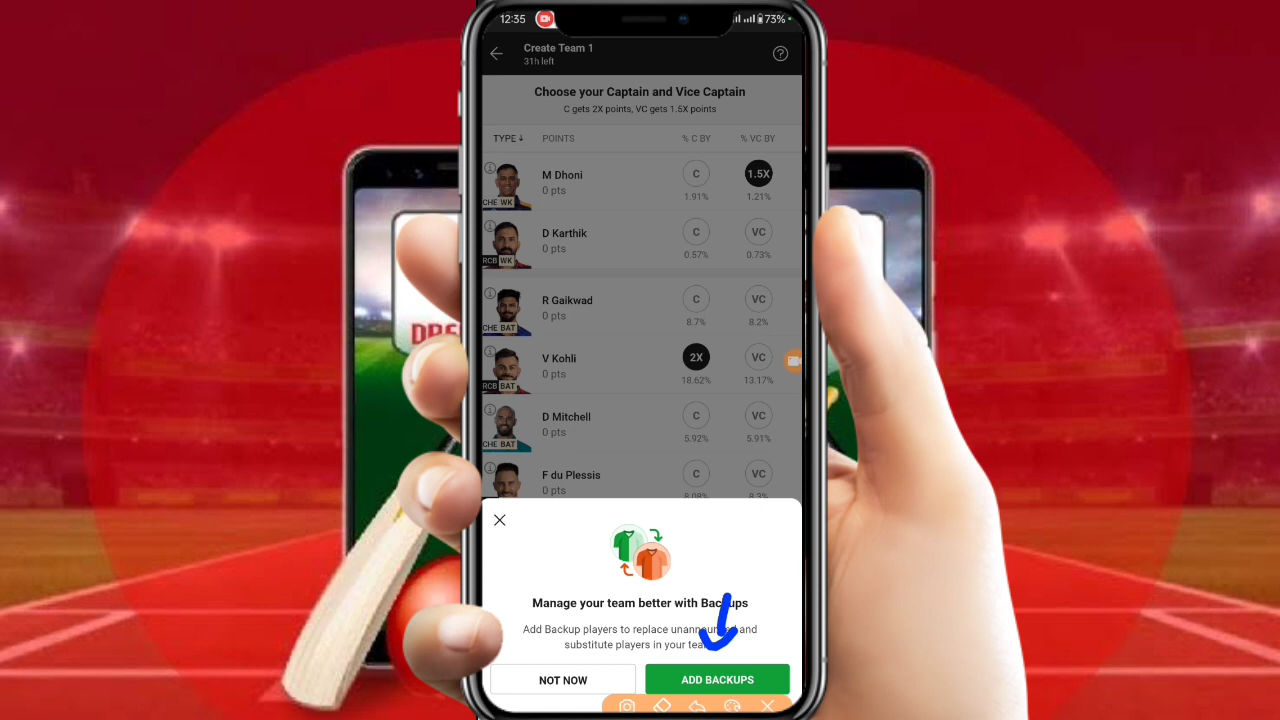 12:35
73%
Create Team 1
31h left
Choose your Captain and Vice Captain
C gets 2X points, VC gets 1.5X points
TYPE↓ POINTS % C BY % VC BY
M Dhoni
0 pts
C
1.5X
1.91% 1.21%
CHE WK
D Karthik
0 pts
C VC
0.57% 0.73%
RCB WK
R Gaikwad
0 pts
C VC
8.7% 8.2%
CHE BAT
V Kohli
0 pts
2X VC
18.62% 13.17%
RCB BAT
D Mitchell
0 pts
C VC
5.92% 5.91%
CHE BAT
F du Plessis
0 pts
C VC
8.08% 8.3%
Manage your team better with Backups
Add Backup players to replace unannounced and
substitute players in your team
NOT NOW
ADD BACKUPS